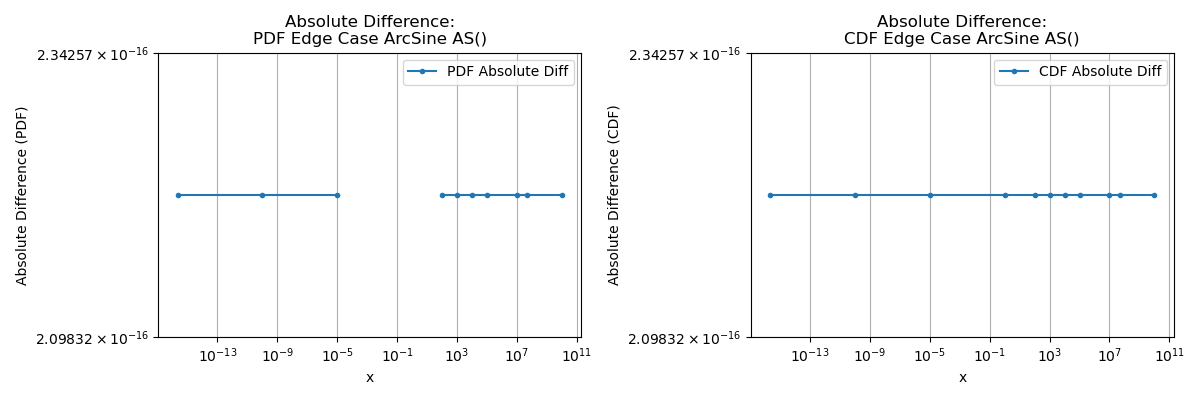 Absolute Difference:
PDF Edge Case ArcSine AS()
2.34257 × 10⁻¹⁶
PDF Absolute Diff
Absolute Difference (PDF)
2.09832 × 10⁻¹⁶
10⁻¹³ 10⁻⁹ 10⁻⁵ 10⁻¹ 10³ 10⁷ 10¹¹
x
Absolute Difference:
CDF Edge Case ArcSine AS()
2.34257 × 10⁻¹⁶
CDF Absolute Diff
Absolute Difference (CDF)
2.09832 × 10⁻¹⁶
10⁻¹³ 10⁻⁹ 10⁻⁵ 10⁻¹ 10³ 10⁷ 10¹¹
x